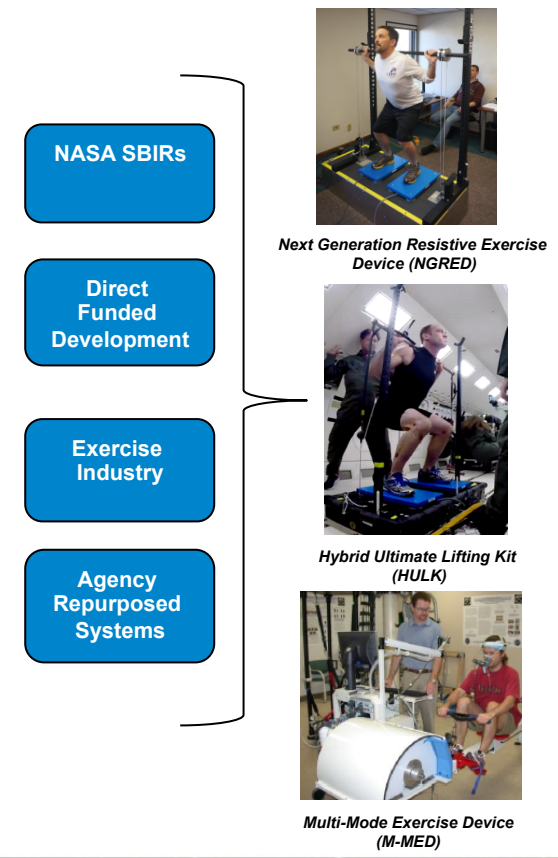 NASA SBIRs
Direct
Funded
Development
Exercise
Industry
Agency
Repurposed
Systems
Next Generation Resistive Exercise
Device (NGRED)
Hybrid Ultimate Lifting Kit
(HULK)
Multi-Mode Exercise Device
(M-MED)